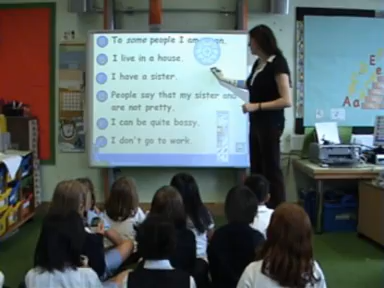 To some people I am
I live in a house.
I have a sister.
People say that my sister and
are not pretty.
I can be quite bossy.
I don't go to work.
E
Aa